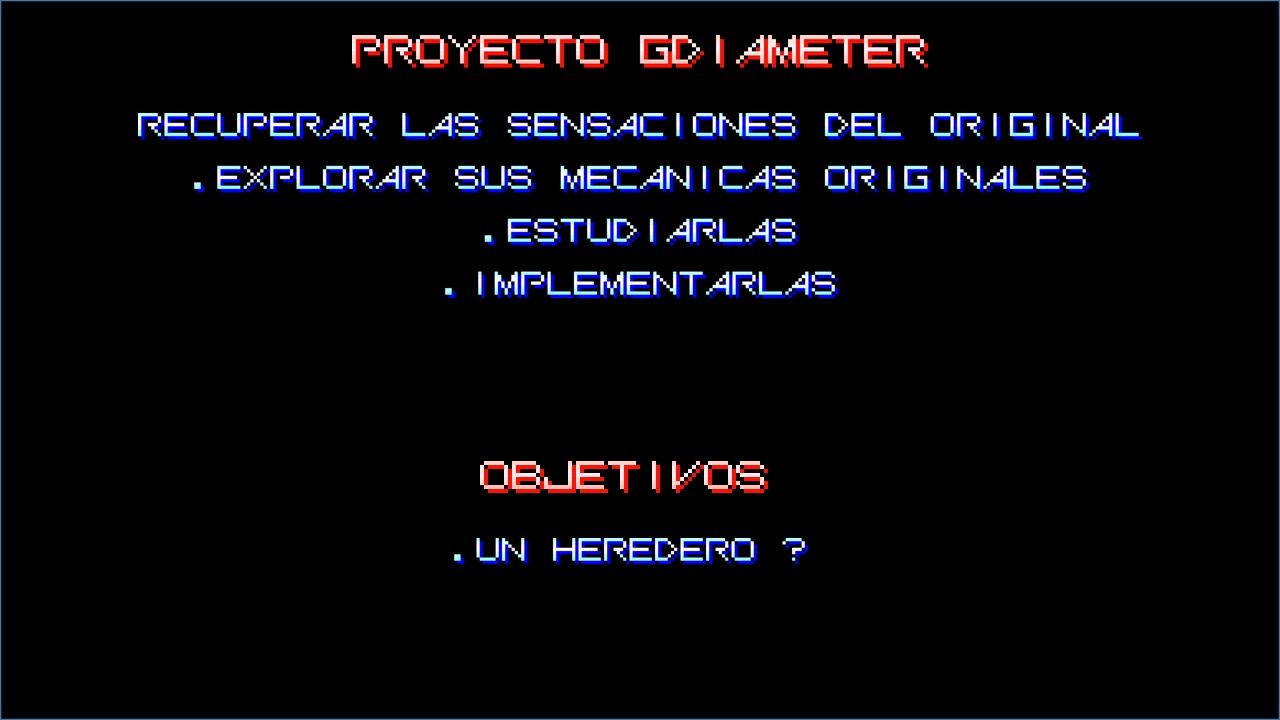 PROYECTO GDIAMETER
RECUPERAR LAS SENSACIONES DEL ORIGINAL
.EXPLORAR SUS MECANICAS ORIGINALES
.ESTUDIARLAS
.IMPLEMENTARLAS
OBJETIVOS
.UN HEREDERO ?